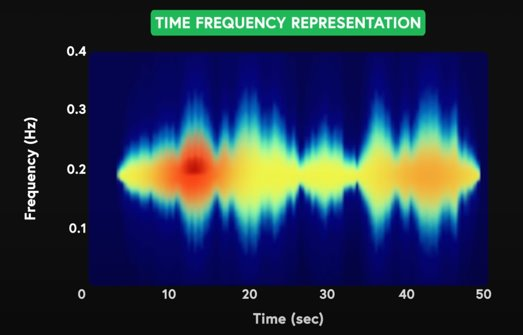 TIME FREQUENCY REPRESENTATION
0.4
0.3
0.2
0.1
Frequency (Hz)
0 10 20 30 40 50
Time (sec)